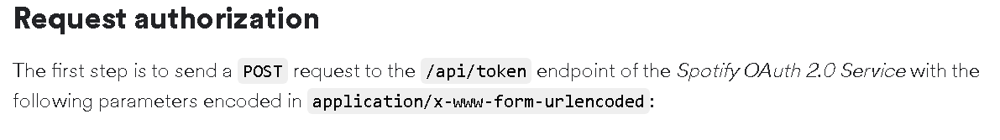 Request authorization
The first step is to send a POST request to the /api/token endpoint of the Spotify OAuth 2.0 Service with the
following parameters encoded in application/x-www-form-urlencoded: